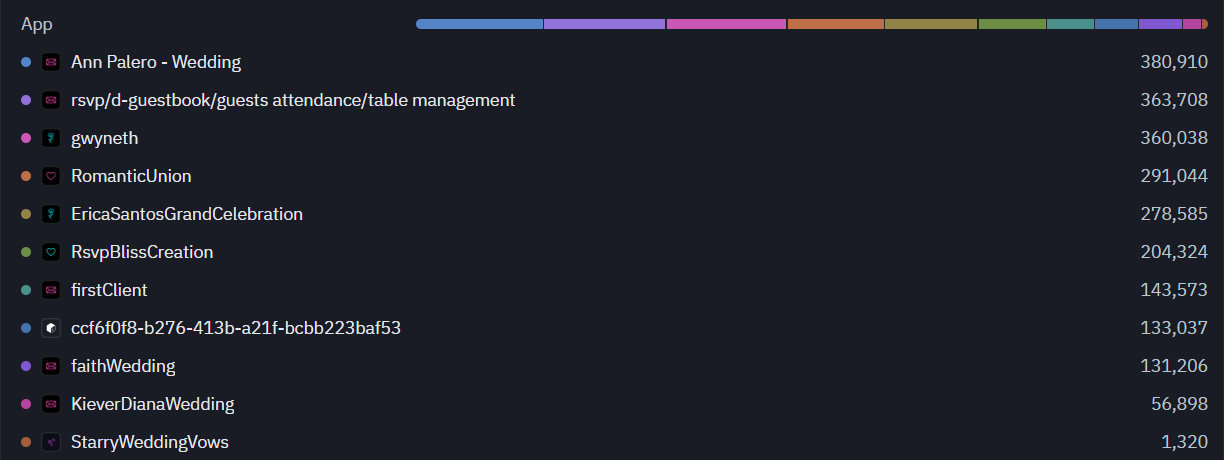 App
Ann Palero - Wedding 380,910
rsvp/d-guestbook/guests attendance/table management 363,708
gwyneth 360,038
RomanticUnion 291,044
EricaSantosGrandCelebration 278,585
RsvpBlissCreation 204,324
firstClient 143,573
ccf6f0f8-b276-413b-a21f-bcbb223baf53 133,037
faithWedding 131,206
KieverDianaWedding 56,898
StarryWeddingVows 1,320